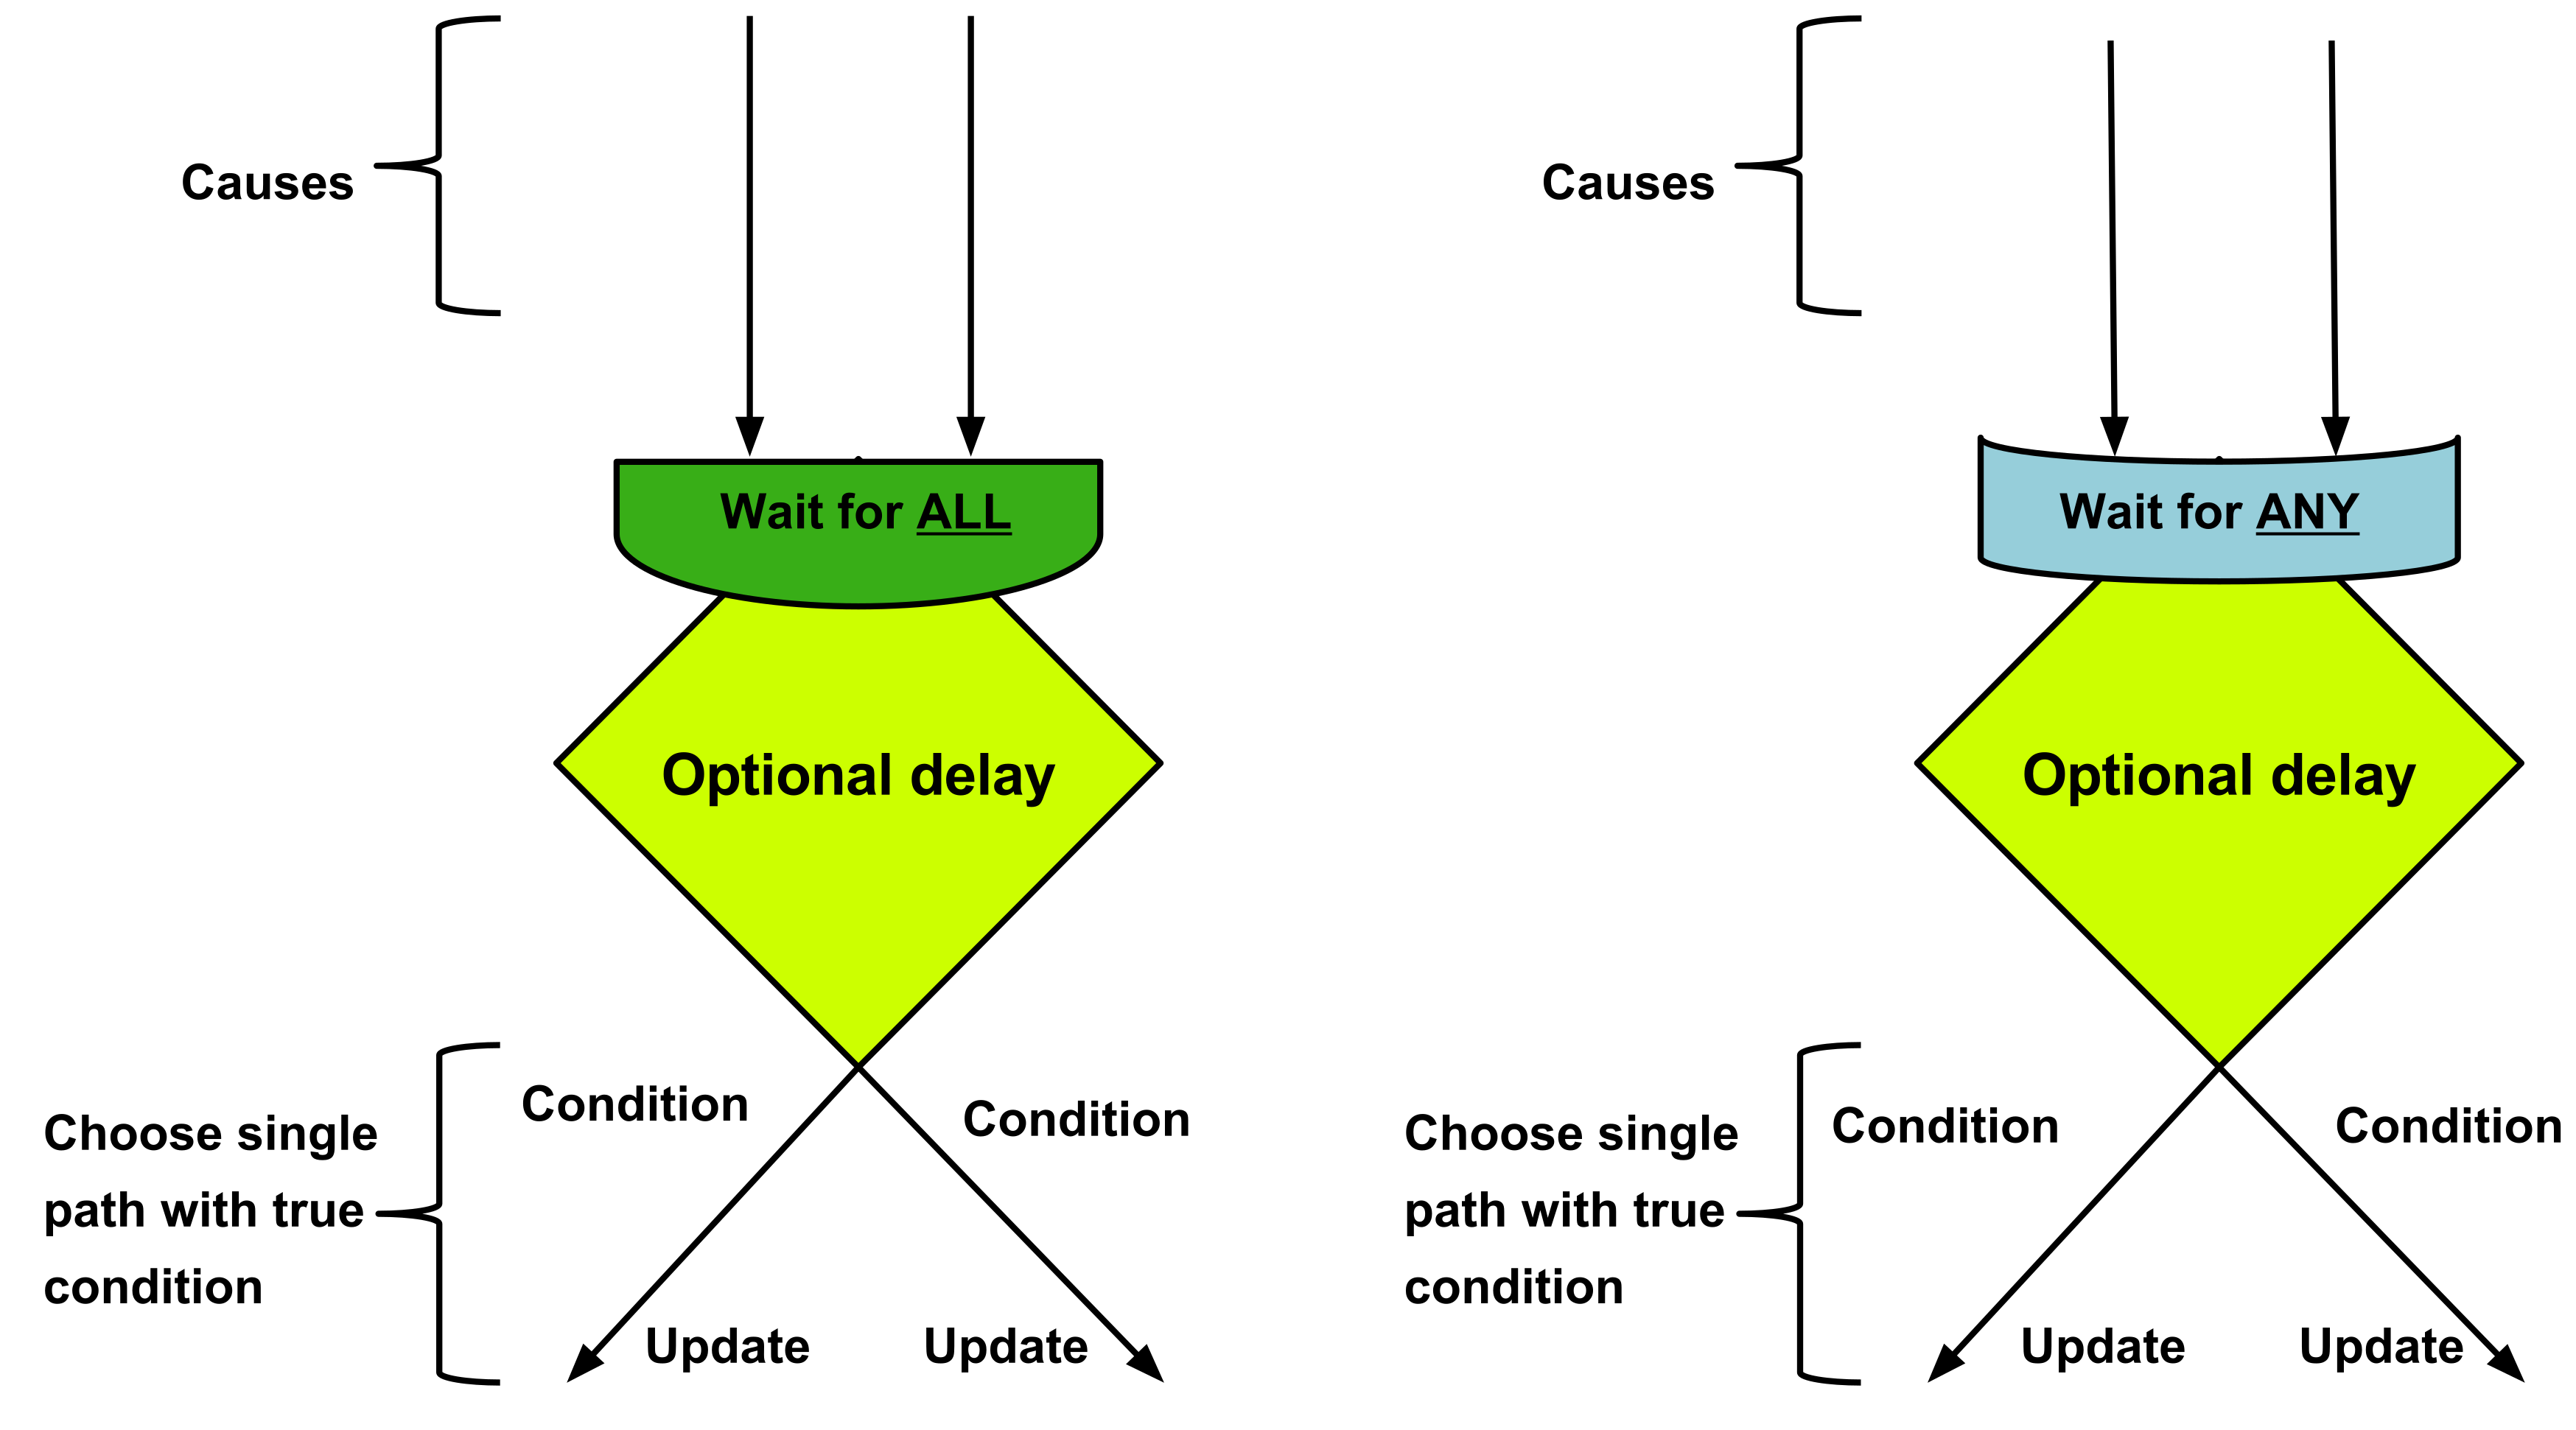 Causes
Wait for ALL
Optional delay
Condition
Condition
Choose single
path with true
condition
Update
Update
Causes
Wait for ANY
Optional delay
Condition
Condition
Choose single
path with true
condition
Update
Update